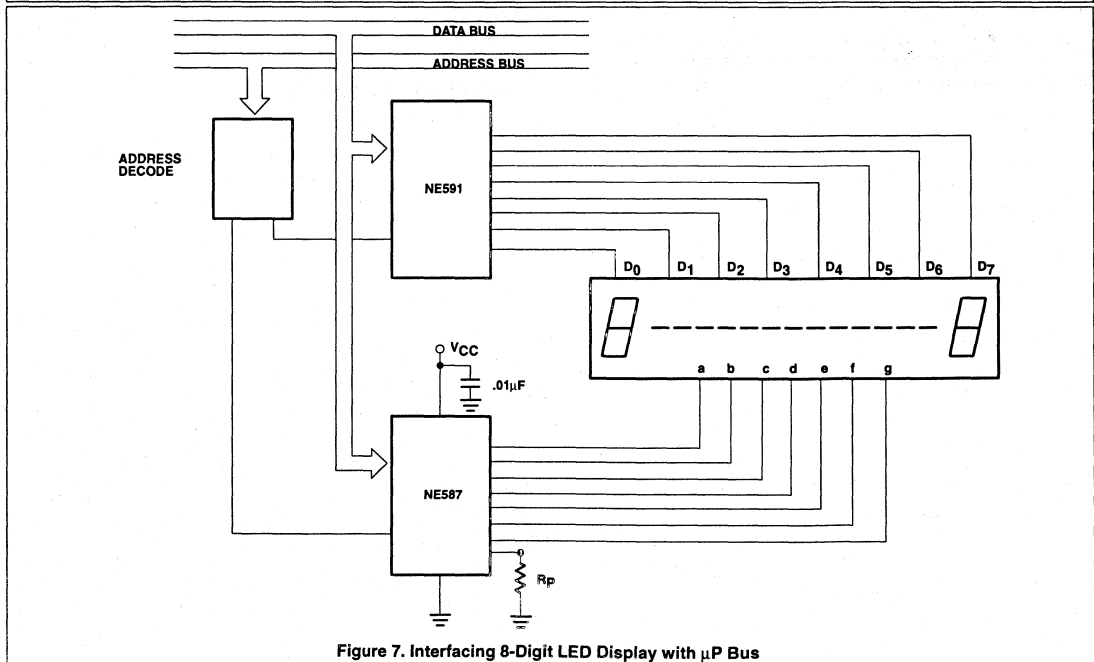 DATA BUS
ADDRESS BUS
ADDRESS
DECODE
NE591
D0 D1 D2 D3 D4 D5 D6 D7
a b c d e f g
VCC
.01μF
NE587
Rp
Figure 7. Interfacing 8-Digit LED Display with μP Bus